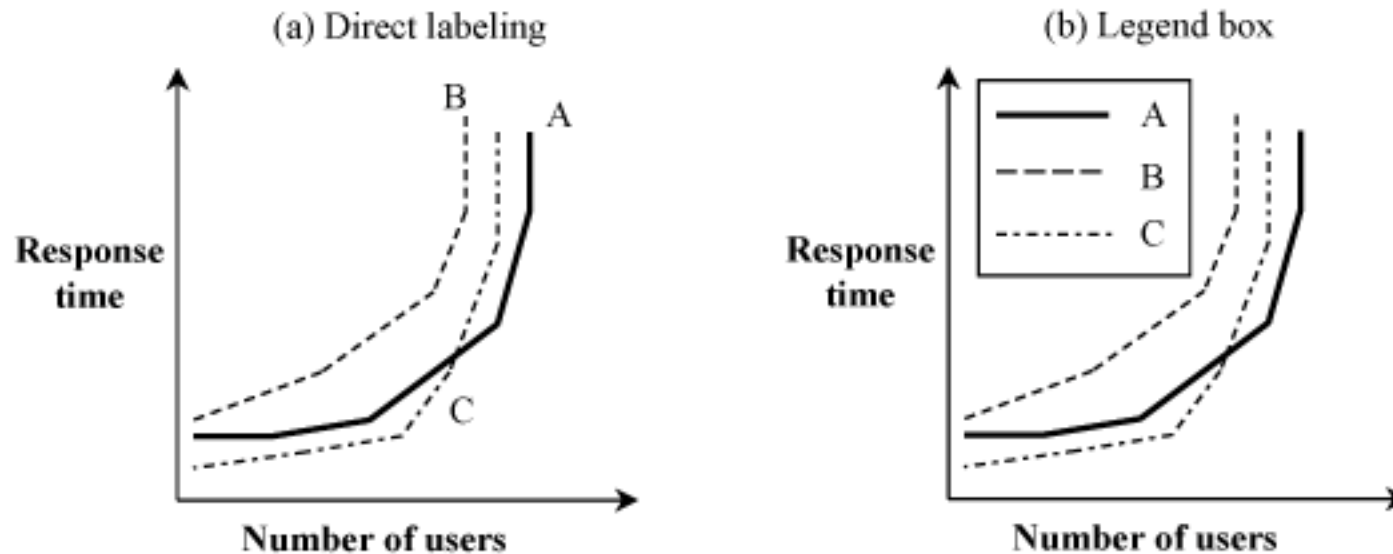 (a) Direct labeling
B
A
Response
time
C
Number of users
(b) Legend box
A
B
C
Response
time
Number of users